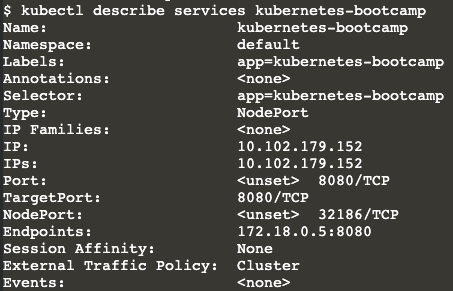 $ kubectl describe services kubernetes-bootcamp
Name:                     kubernetes-bootcamp
Namespace:                default
Labels:                   app=kubernetes-bootcamp
Annotations:              <none>
Selector:                 app=kubernetes-bootcamp
Type:                     NodePort
IP Families:              <none>
IP:                       10.102.179.152
IPs:                      10.102.179.152
Port:                     <unset>  8080/TCP
TargetPort:               8080/TCP
NodePort:                 <unset>  32186/TCP
Endpoints:                172.18.0.5:8080
Session Affinity:         None
External Traffic Policy:  Cluster
Events:                   <none>